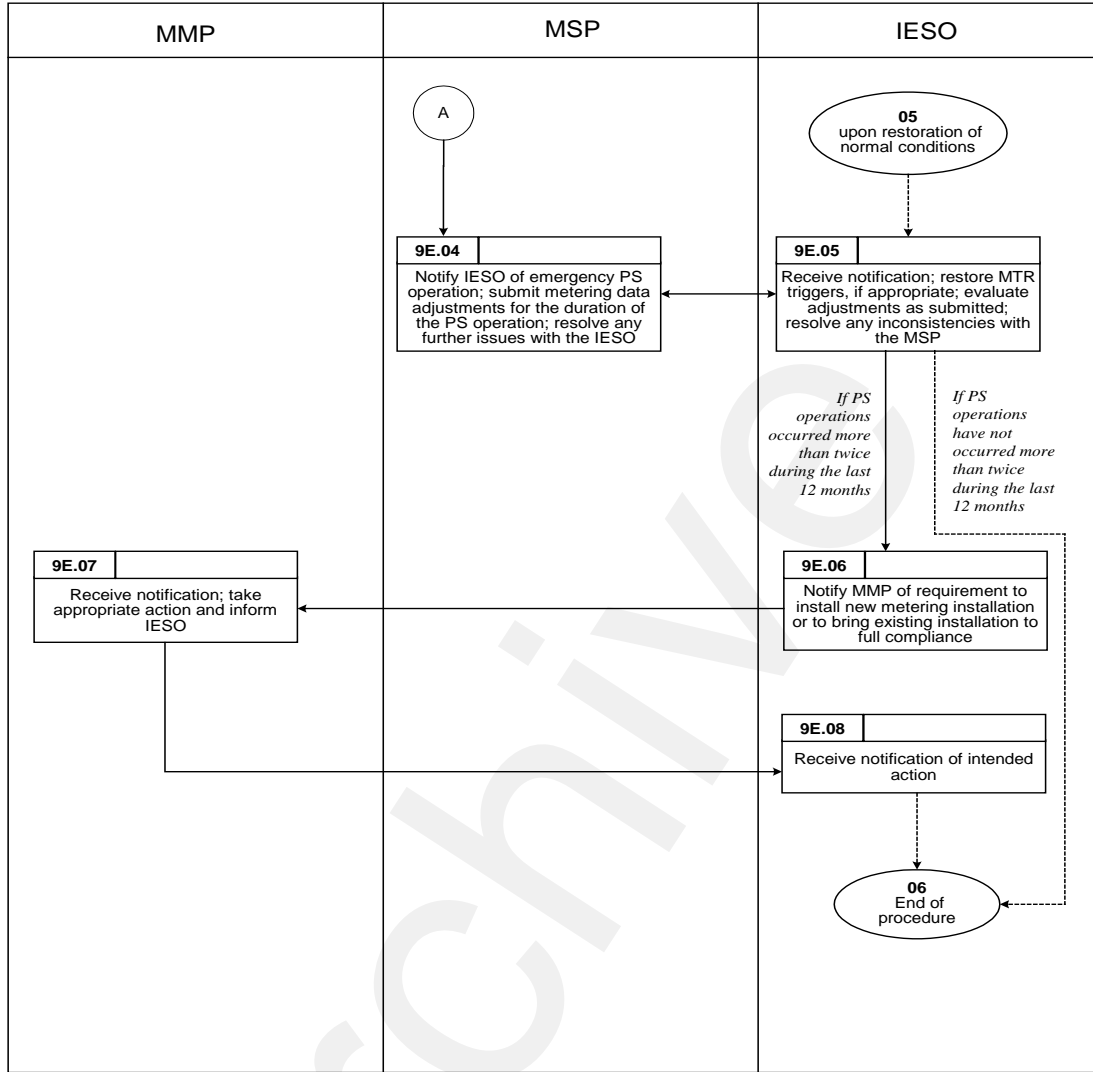 MMP
MSP
IESO
A
05
upon restoration of
normal conditions
9E.04
Notify IESO of emergency PS
operation; submit metering data
adjustments for the duration of
the PS operation; resolve any
further issues with the IESO
9E.05
Receive notification; restore MTR
triggers, if appropriate; evaluate
adjustments as submitted;
resolve any inconsistencies with
the MSP
If PS
operations
occurred more
than twice
during the last
12 months
If PS
operations
have not
occurred more
than twice
during the last
12 months
9E.07
Receive notification; take
appropriate action and inform
IESO
9E.06
Notify MMP of requirement to
install new metering installation
or to bring existing installation to
full compliance
9E.08
Receive notification of intended
action
06
End of
procedure
chive